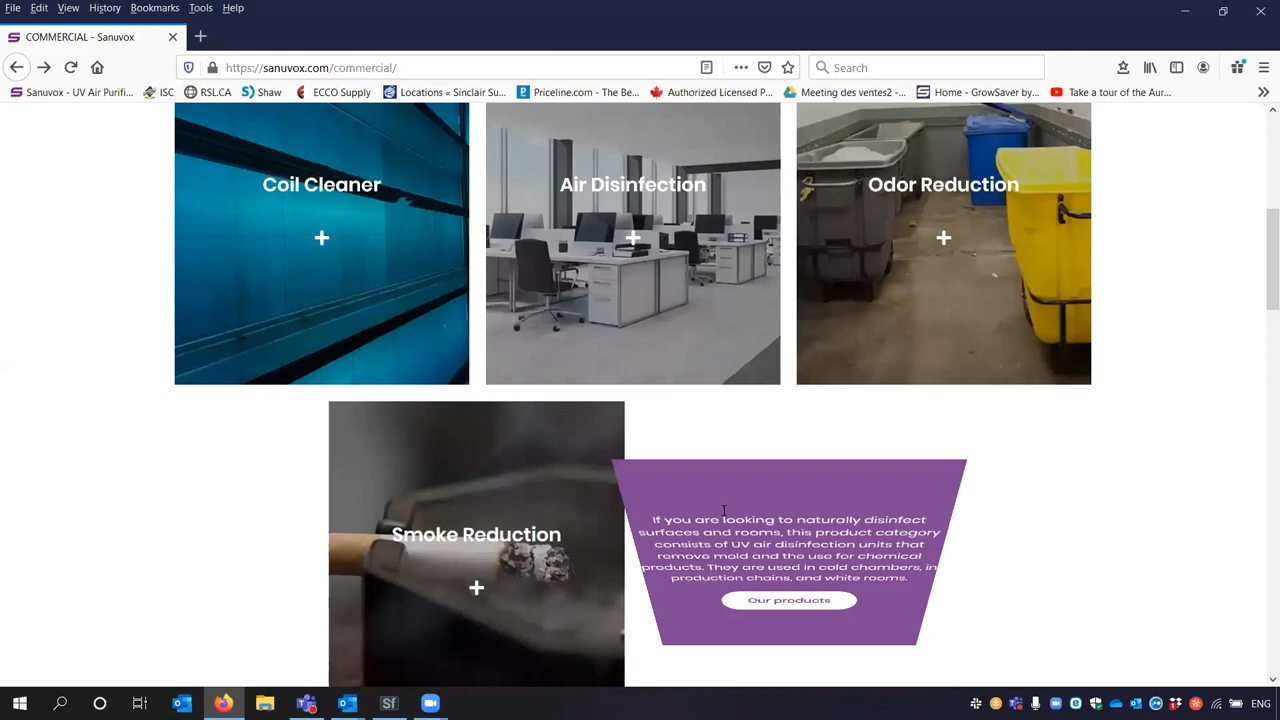 File Edit View History Bookmarks Tools Help
COMMERCIAL - Sanuvox
https://sanuvox.com/commercial/
Search
Sanuvox - UV Air Purifi... ISC RSL.CA Shaw ECCO Supply Locations « Sinclair Su... Priceline.com - The Be... Authorized Licensed P... Meeting des ventes2 -... Home - GrowSaver by... Take a tour of the Aur...
Coil Cleaner
Air Disinfection
Odor Reduction
Smoke Reduction
If you are looking to naturally disinfect
surfaces and rooms, this product category
consists of UV air disinfection units that
remove mold and the use for chemical
products. They are used in cold chambers, in
production chains, and white rooms.
Our products
Sf
ENG